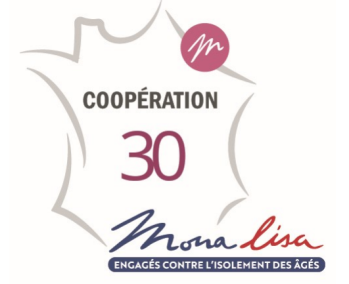 m
COOPÉRATION
30
Mona lisa
ENGAGÉS CONTRE L'ISOLEMENT DES ÂGÉS